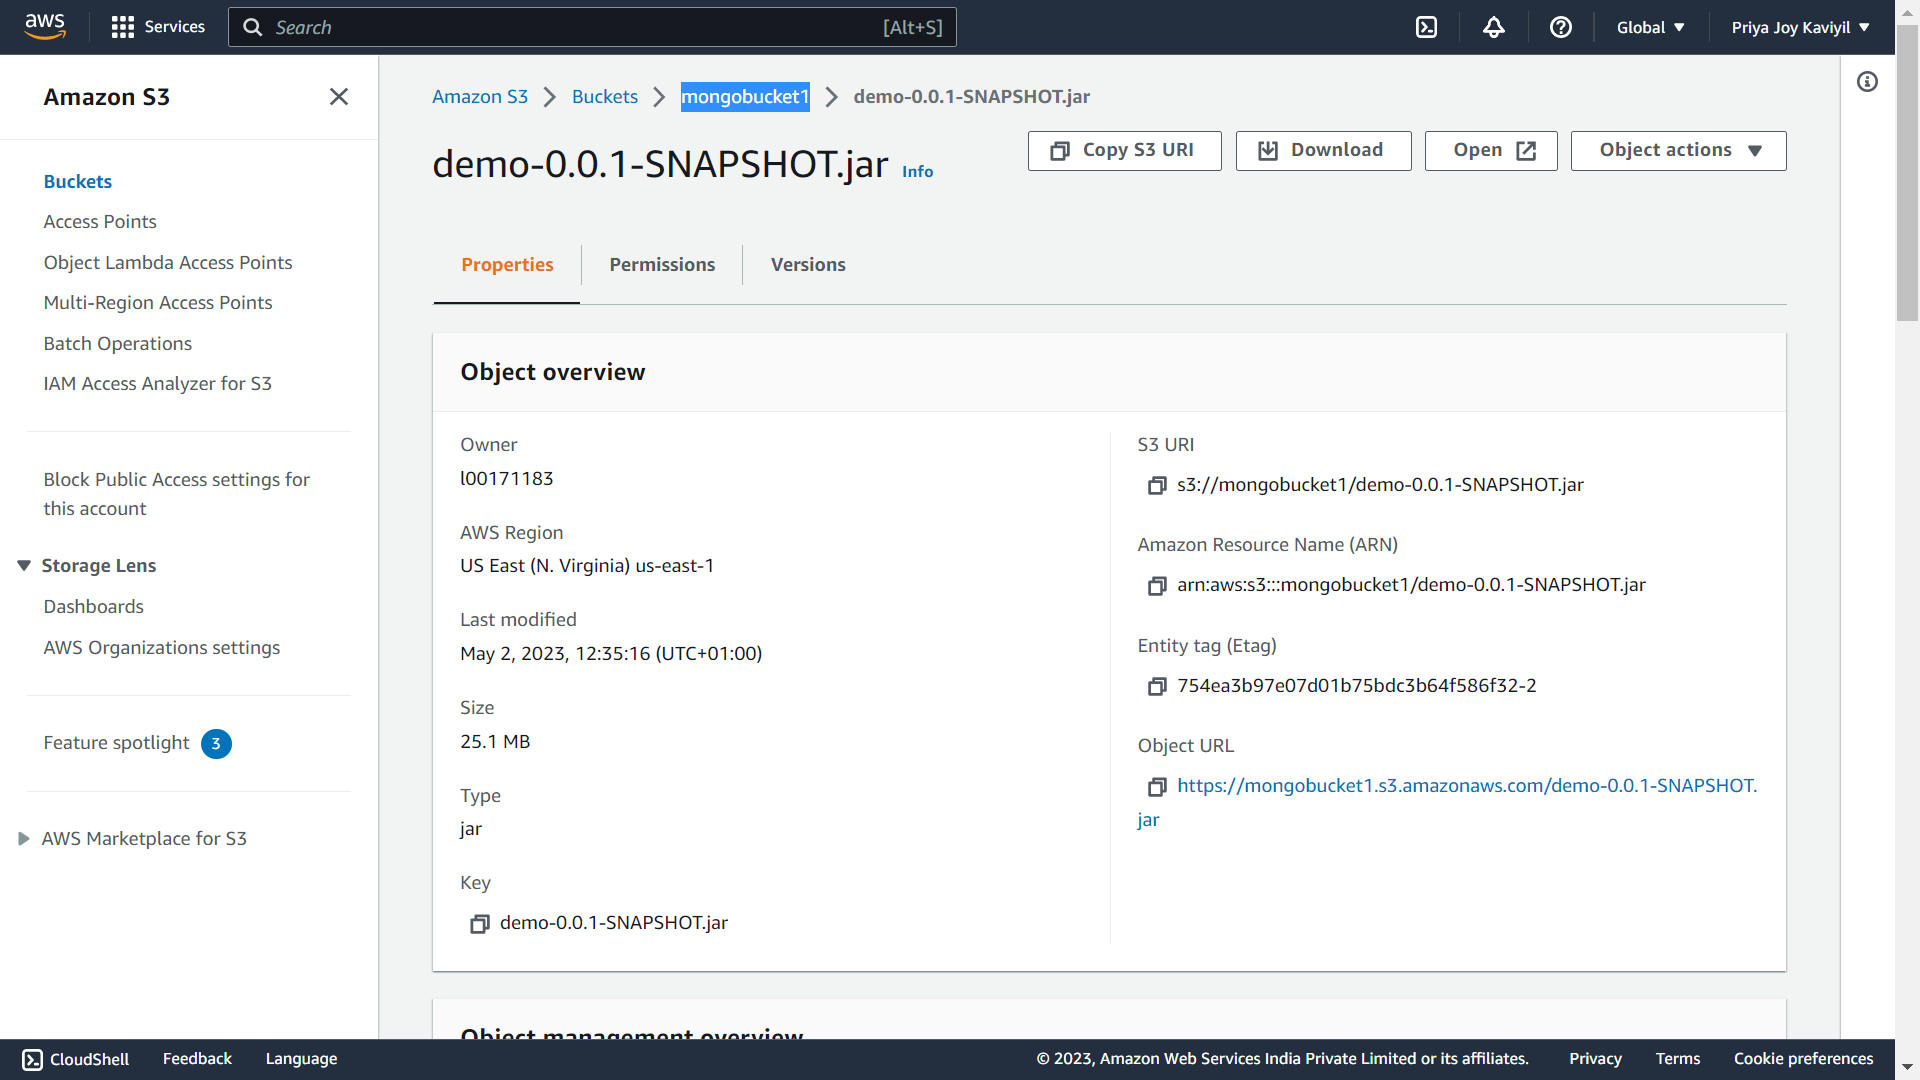 aws
Services
Search
[Alt+S]
Global
Priya Joy Kaviyil
Amazon S3
Buckets
Access Points
Object Lambda Access Points
Multi-Region Access Points
Batch Operations
IAM Access Analyzer for S3
Block Public Access settings for
this account
Storage Lens
Dashboards
AWS Organizations settings
Feature spotlight 3
AWS Marketplace for S3
Amazon S3 Buckets mongobucket1 demo-0.0.1-SNAPSHOT.jar
demo-0.0.1-SNAPSHOT.jar Info
Copy S3 URI
Download
Open
Object actions
Properties
Permissions
Versions
Object overview
Owner
l00171183
AWS Region
US East (N. Virginia) us-east-1
Last modified
May 2, 2023, 12:35:16 (UTC+01:00)
Size
25.1 MB
Type
jar
Key
demo-0.0.1-SNAPSHOT.jar
S3 URI
s3://mongobucket1/demo-0.0.1-SNAPSHOT.jar
Amazon Resource Name (ARN)
arn:aws:s3:::mongobucket1/demo-0.0.1-SNAPSHOT.jar
Entity tag (Etag)
754ea3b97e07d01b75bdc3b64f586f32-2
Object URL
https://mongobucket1.s3.amazonaws.com/demo-0.0.1-SNAPSHOT.
jar
Object management overview
CloudShell
Feedback
Language
© 2023, Amazon Web Services India Private Limited or its affiliates.
Privacy
Terms
Cookie preferences